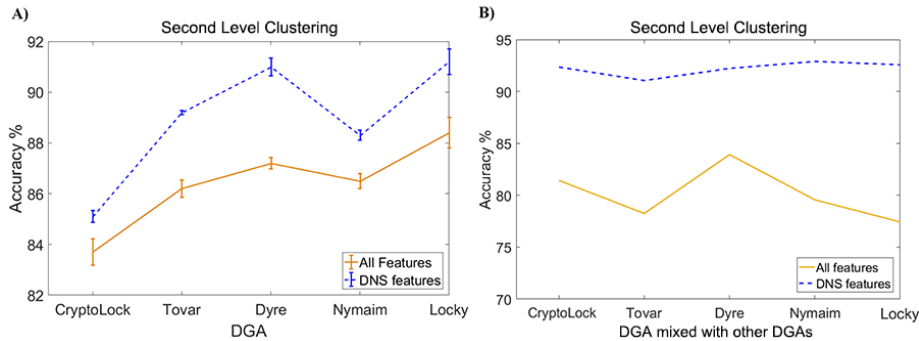 A)
Second Level Clustering
Accuracy %
92
90
88
86
84
82
CryptoLock Tovar Dyre Nymaim Locky
DGA
All Features
DNS features
B)
Second Level Clustering
Accuracy %
95
90
85
80
75
70
CryptoLock Tovar Dyre Nymaim Locky
DGA mixed with other DGAs
All features
DNS features